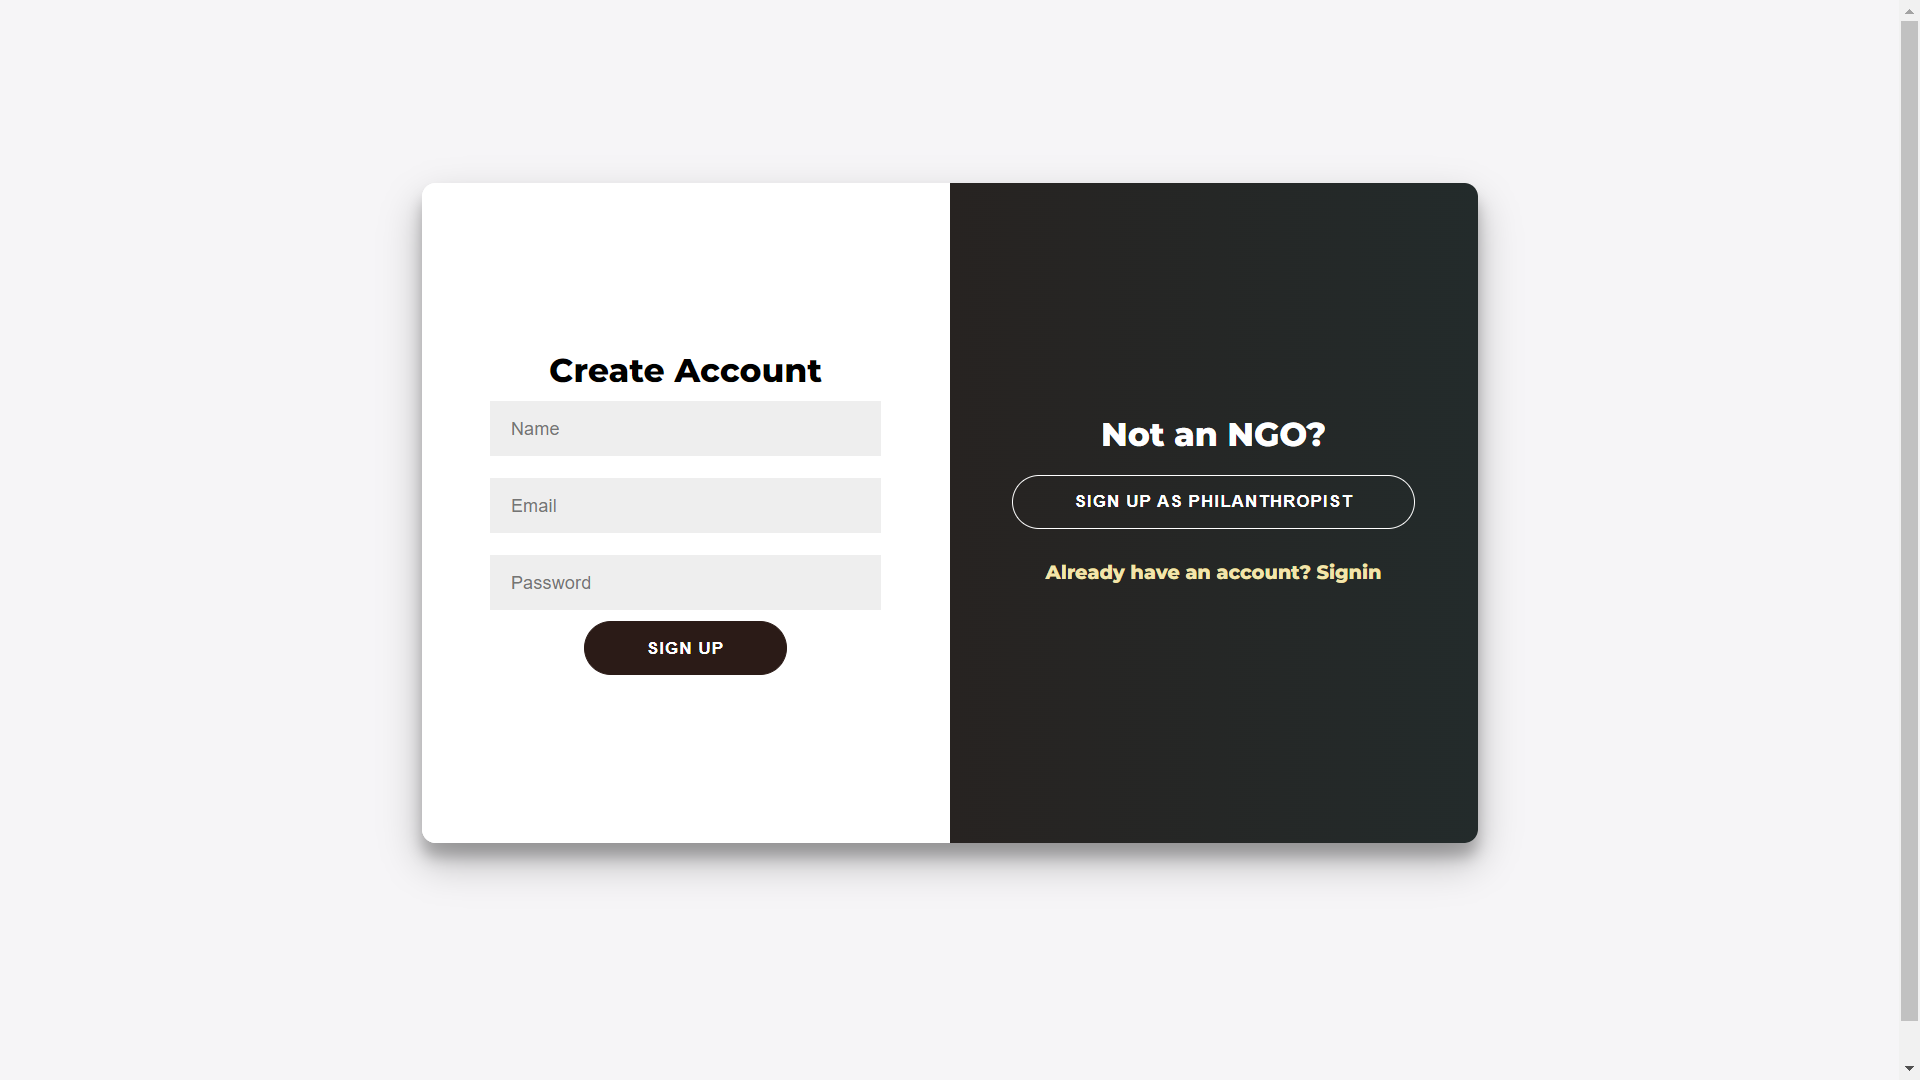 Create Account
Name
Email
Password
SIGN UP
Not an NGO?
SIGN UP AS PHILANTHROPIST
Already have an account? Signin